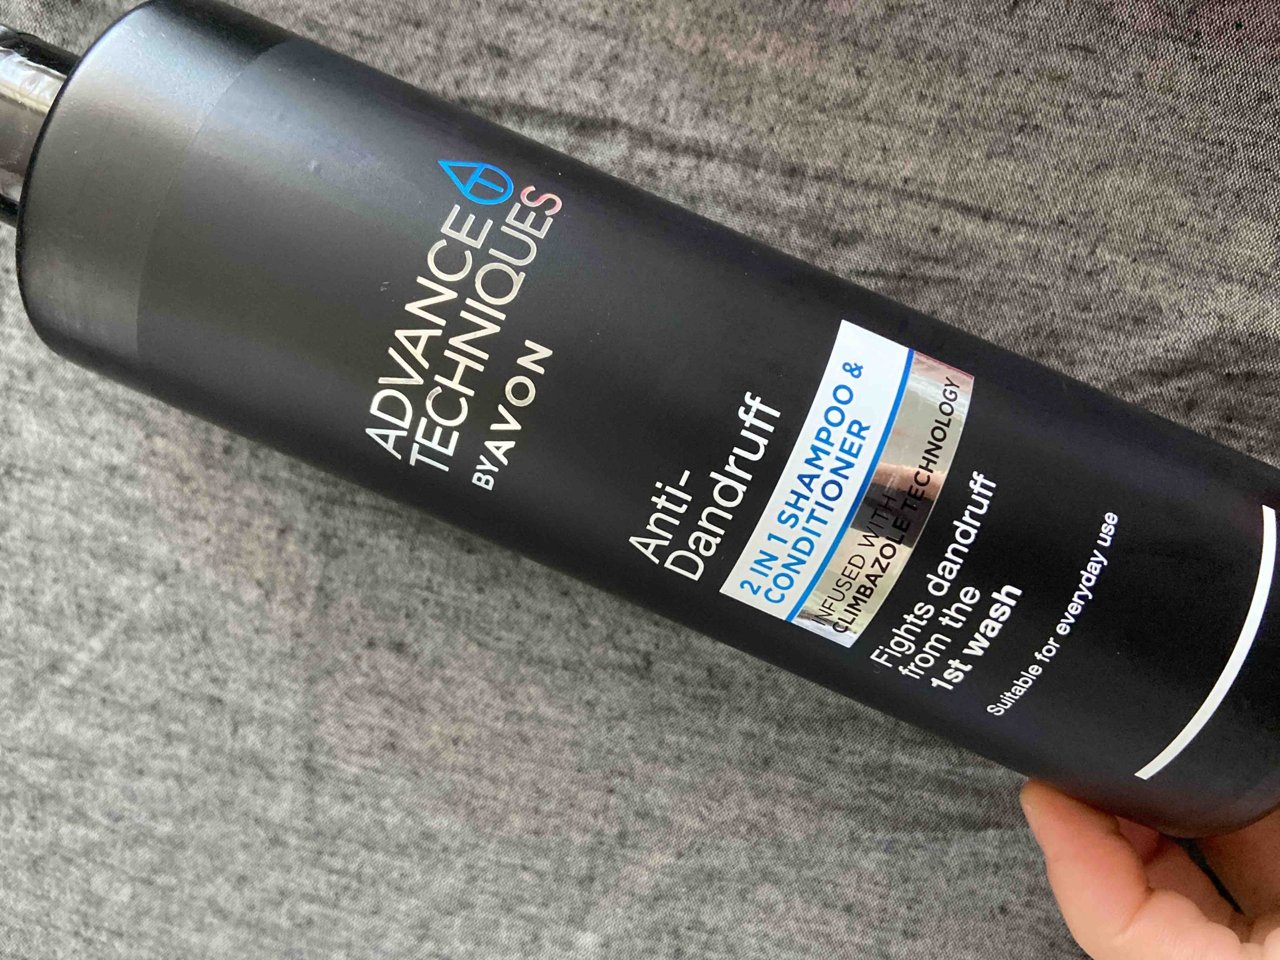 ADVANCE
TECHNIQUES
BY AVON
Anti-
Dandruff
2 IN 1 SHAMPOO &
CONDITIONER
INFUSED WITH
CLIMBAZOLE TECHNOLOGY
Fights dandruff
from the
1st wash
Suitable for everyday use